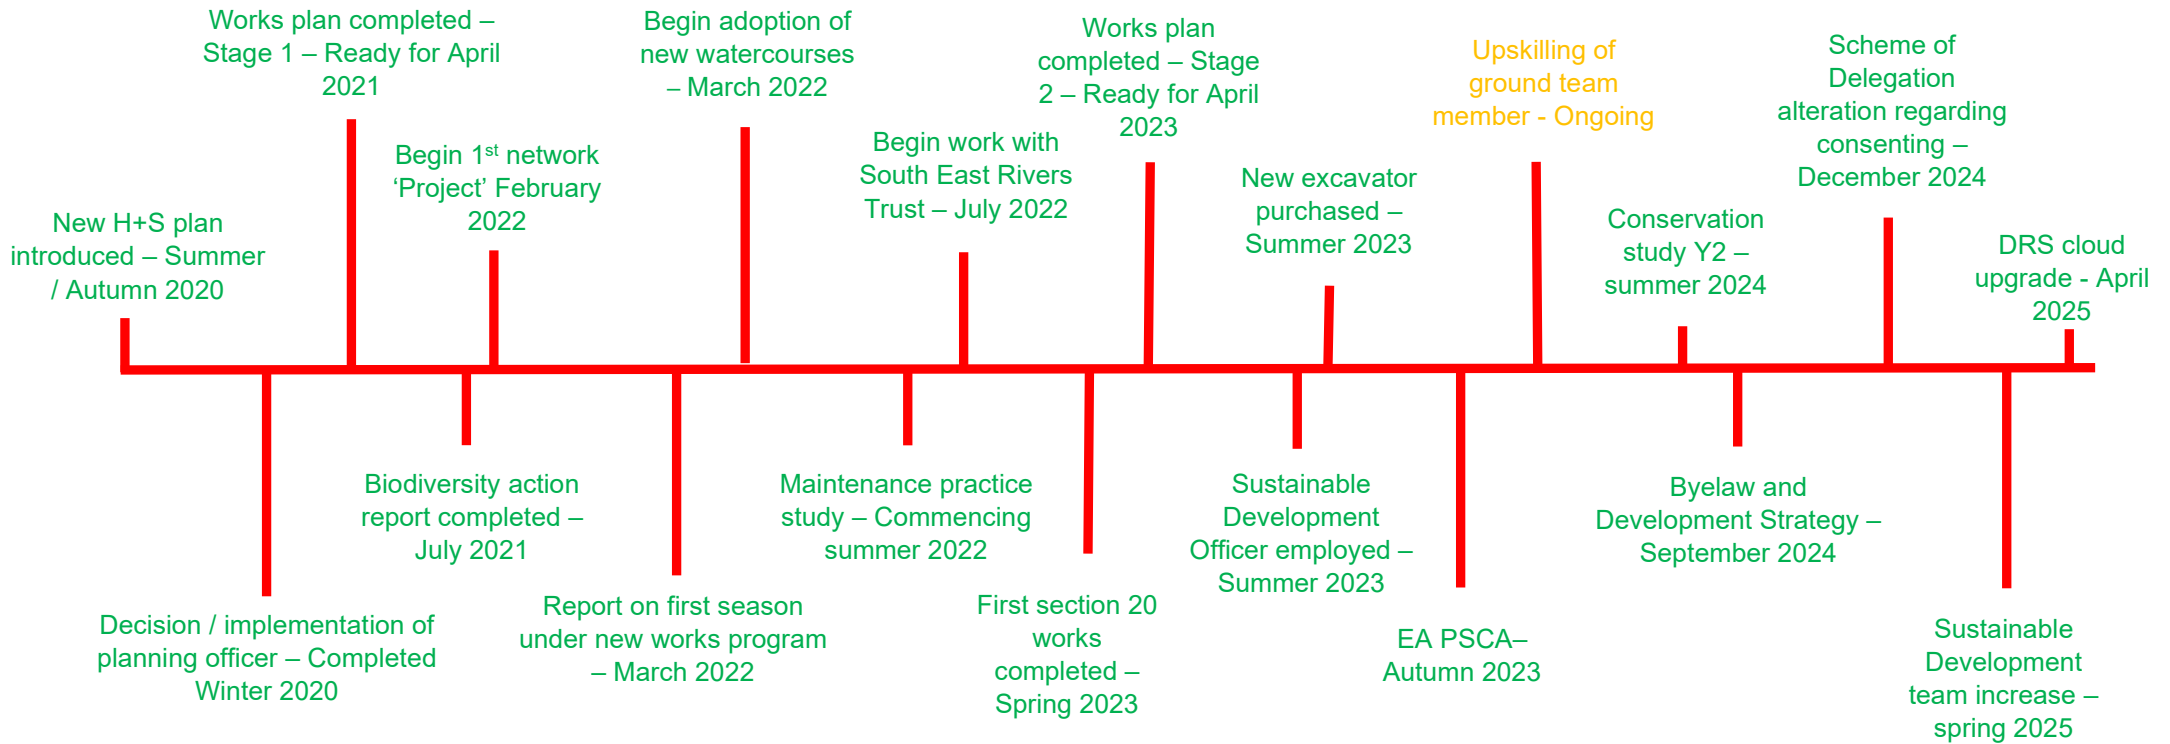 Works plan completed –
Stage 1 – Ready for April
2021
Begin adoption of
new watercourses
– March 2022
Works plan
completed – Stage
2 – Ready for April
2023
Upskilling of
ground team
member - Ongoing
Scheme of
Delegation
alteration regarding
consenting –
December 2024
Begin 1st network
‘Project’ February
2022
Begin work with
South East Rivers
Trust – July 2022
New excavator
purchased –
Summer 2023
Conservation
study Y2 –
summer 2024
New H+S plan
introduced – Summer
/ Autumn 2020
DRS cloud
upgrade - April
2025
Biodiversity action
report completed –
July 2021
Maintenance practice
study – Commencing
summer 2022
Sustainable
Development
Officer employed –
Summer 2023
Byelaw and
Development Strategy –
September 2024
Decision / implementation of
planning officer – Completed
Winter 2020
Report on first season
under new works program
– March 2022
First section 20
works
completed –
Spring 2023
EA PSCA–
Autumn 2023
Sustainable
Development
team increase –
spring 2025